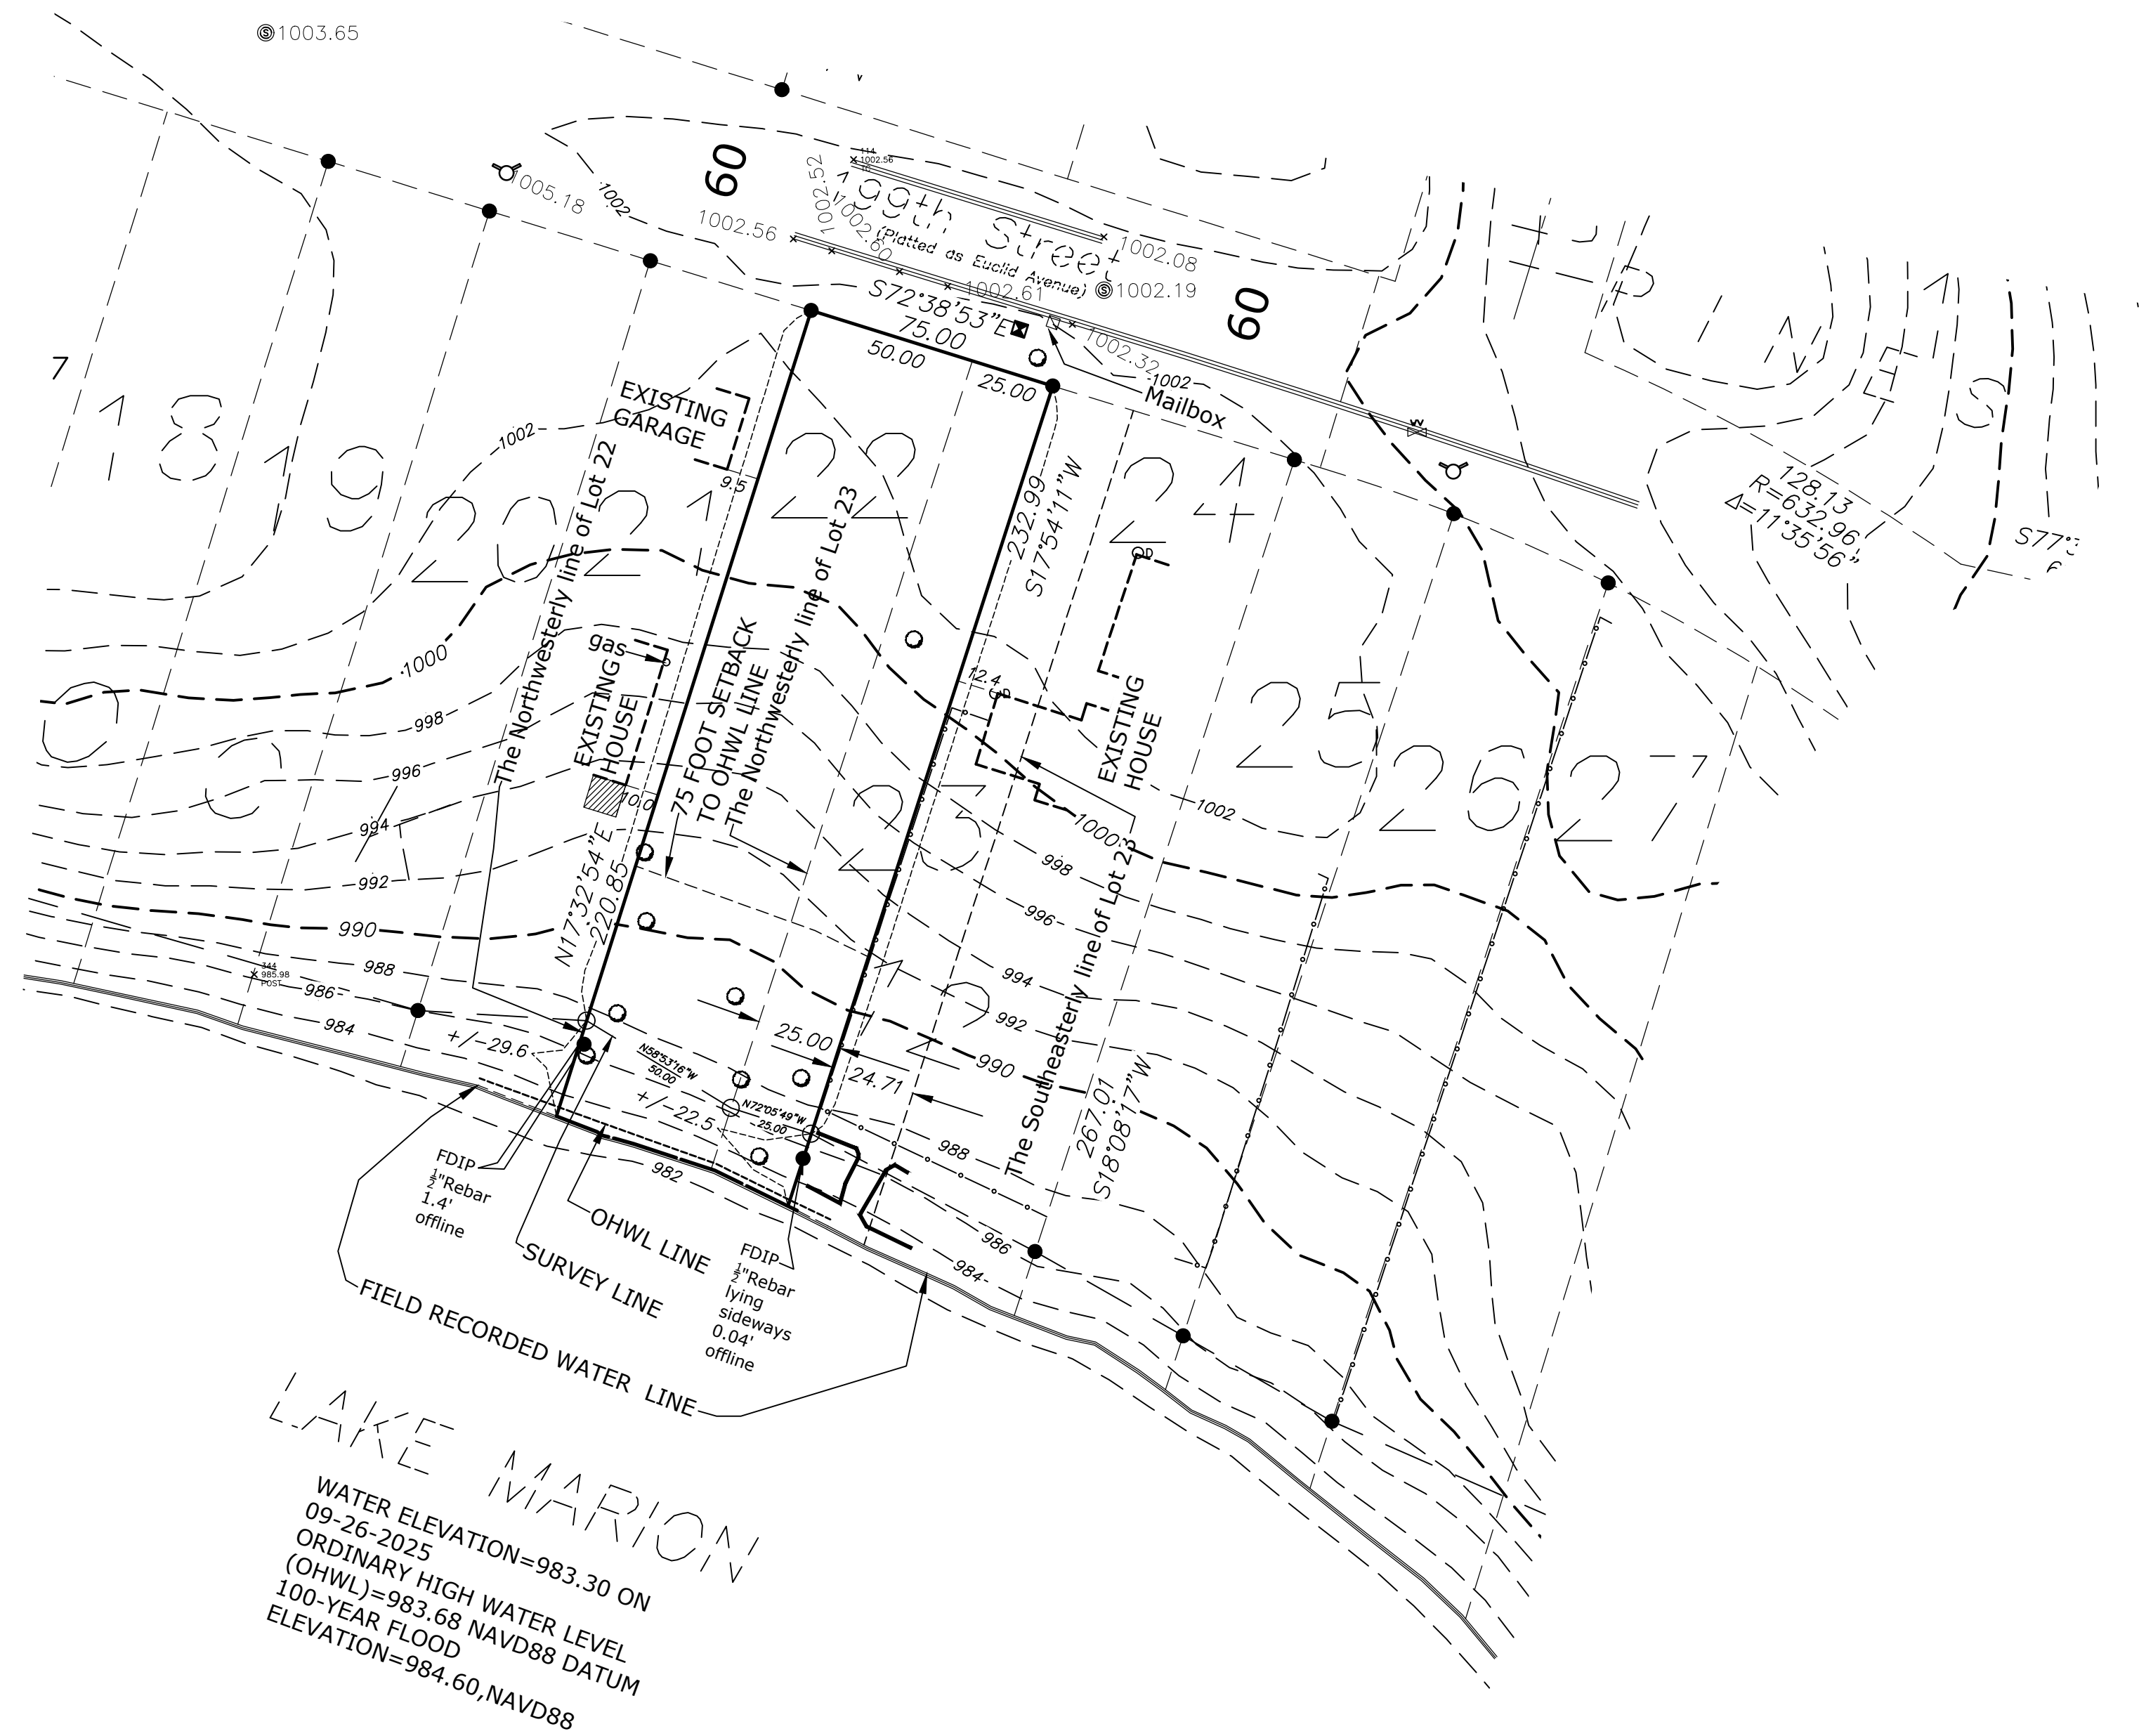 1003.65
1005.18
1002
60
1002.52
1002.56
114
1002.56
TC
199th Street
(Platted as Euclid Avenue)
1002.60
1002.61
1002.08
1002.19
60
S72°38'53"E
75.00
50.00
25.00
1002.32
1002
Mailbox
W
7
18
19
20
21
22
23
24
25
26
27
EXISTING
GARAGE
9.5
1002
The Northwesterly line of Lot 22
232.99
S17°54'11"W
128.13
R=632.96
Δ=11°35'56"
gas
EXISTING
HOUSE
10.0
75 FOOT SETBACK
TO OHWL LINE
The Northwesterly line of Lot 23
12.4
EXISTING
HOUSE
1000
998
996
994
992
990
988
986
984
344
985.98
POST
N17°32'54"E
220.85
1002
1000
998
996
994
992
990
988
986
984
982
25.00
24.71
The Southeasterly line of Lot 23
267.01
S18°08'17"W
+/-29.6
+/-22.5
N58°53'16"W
50.00
N72°05'49"W
25.00
FDIP
½"Rebar
1.4'
offline
OHWL LINE
SURVEY LINE
FDIP
½"Rebar
lying
sideways
0.04'
offline
FIELD RECORDED WATER LINE
LAKE MARION
WATER ELEVATION=983.30 ON
09-26-2025
ORDINARY HIGH WATER LEVEL
(OHWL)=983.68 NAVD88 DATUM
100-YEAR FLOOD
ELEVATION=984.60,NAVD88